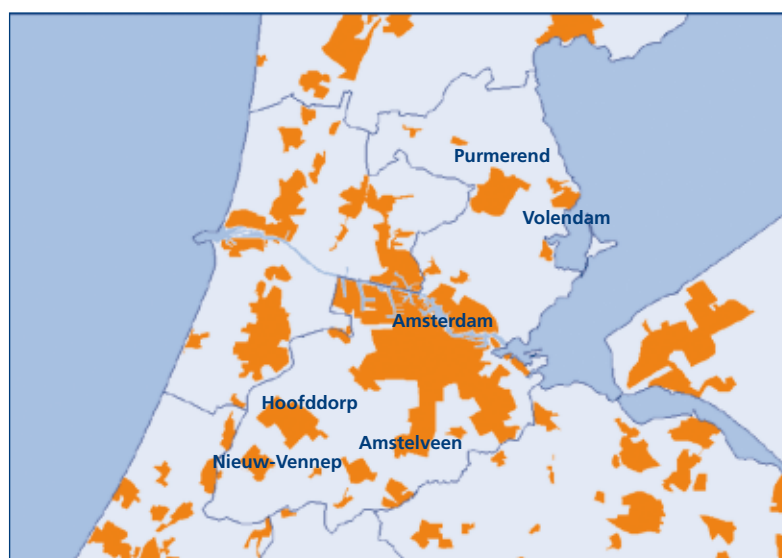 Purmerend
Volendam
Amsterdam
Hoofddorp
Amstelveen
Nieuw-Vennep